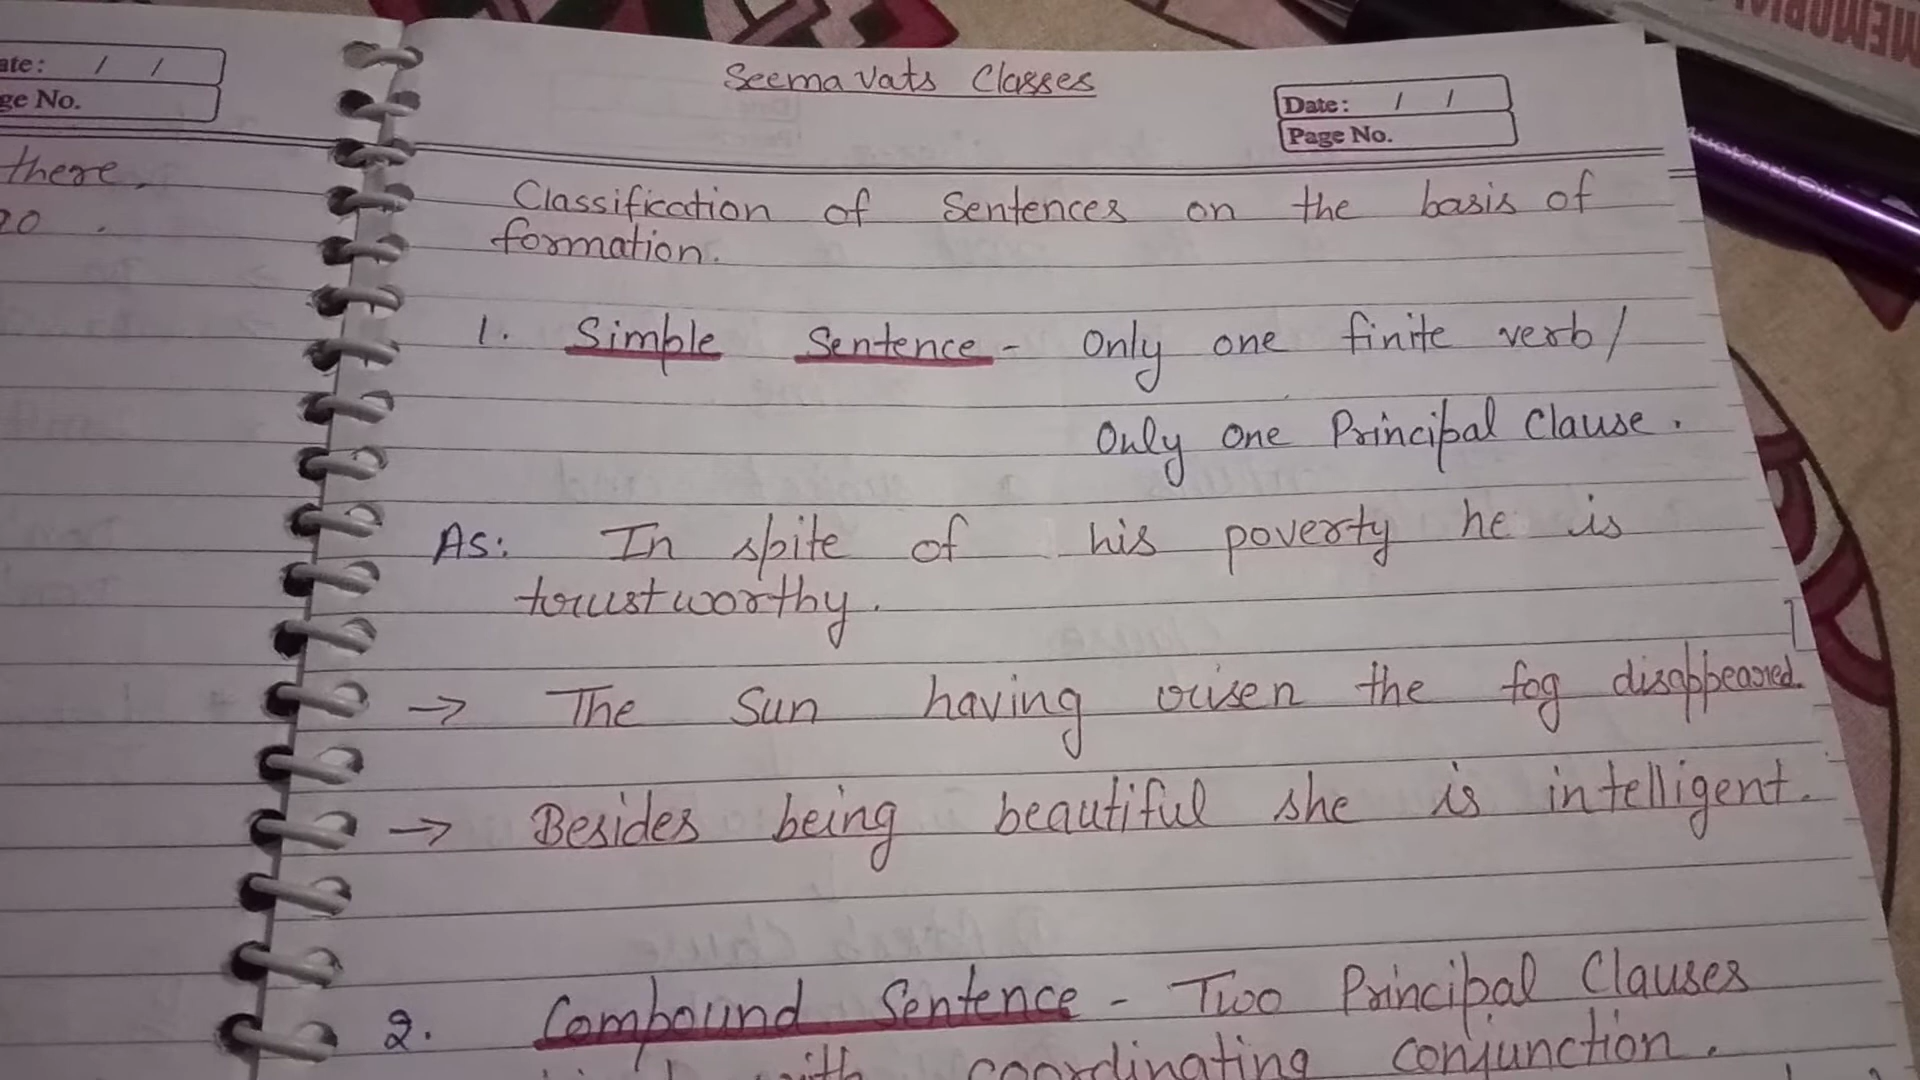 ate: / /
ge No.
there.
20 .
Seema Vats Classes
Date: / /
Page No.
Classification of Sentences on the basis of
formation.
1. Simple Sentence - Only one finite verb/
Only one Principal Clause.
As: In spite of his poverty he is
trustworthy.
→ The Sun having risen the fog disappeared.
→ Besides being beautiful she is intelligent.
2. Compound Sentence - Two Principal Clauses
with coordinating conjunction.